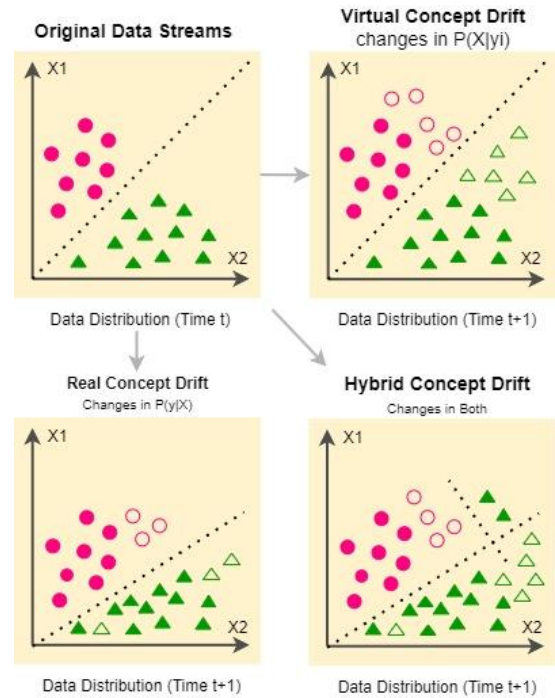 Original Data Streams
X1
X2
Data Distribution (Time t)
Virtual Concept Drift
changes in P(X|yi)
X1
X2
Data Distribution (Time t+1)
Real Concept Drift
Changes in P(y|X)
X1
X2
Data Distribution (Time t+1)
Hybrid Concept Drift
Changes in Both
X1
X2
Data Distribution (Time t+1)